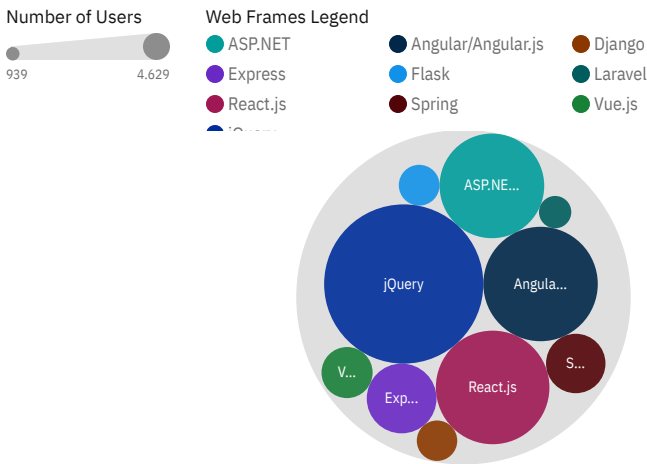 Number of Users
939 4.629
Web Frames Legend
ASP.NET Angular/Angular.js Django
Express Flask Laravel
React.js Spring Vue.js
jQuery
ASP.NE...
jQuery Angula...
S...
V...
React.js
Exp...